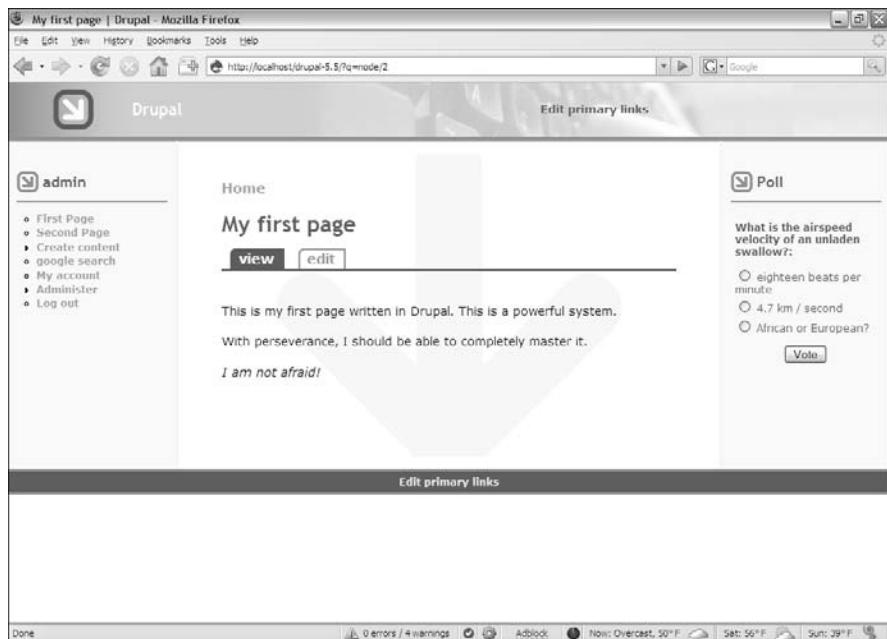 My first page | Drupal - Mozilla Firefox
File Edit View History Bookmarks Tools Help
http://localhost/drupal-5.5/?q=node/2
G Google
Drupal
Edit primary links
admin
First Page
Second Page
Create content
google search
My account
Administer
Log out
Home
My first page
view edit
This is my first page written in Drupal. This is a powerful system.
With perseverance, I should be able to completely master it.
I am not afraid!
Poll
What is the airspeed
velocity of an unladen
swallow?:
eighteen beats per
minute
4.7 km / second
African or European?
Vote
Edit primary links
Done
0 errors / 4 warnings
Adblock
Now: Overcast, 50° F
Sat: 56° F
Sun: 39° F